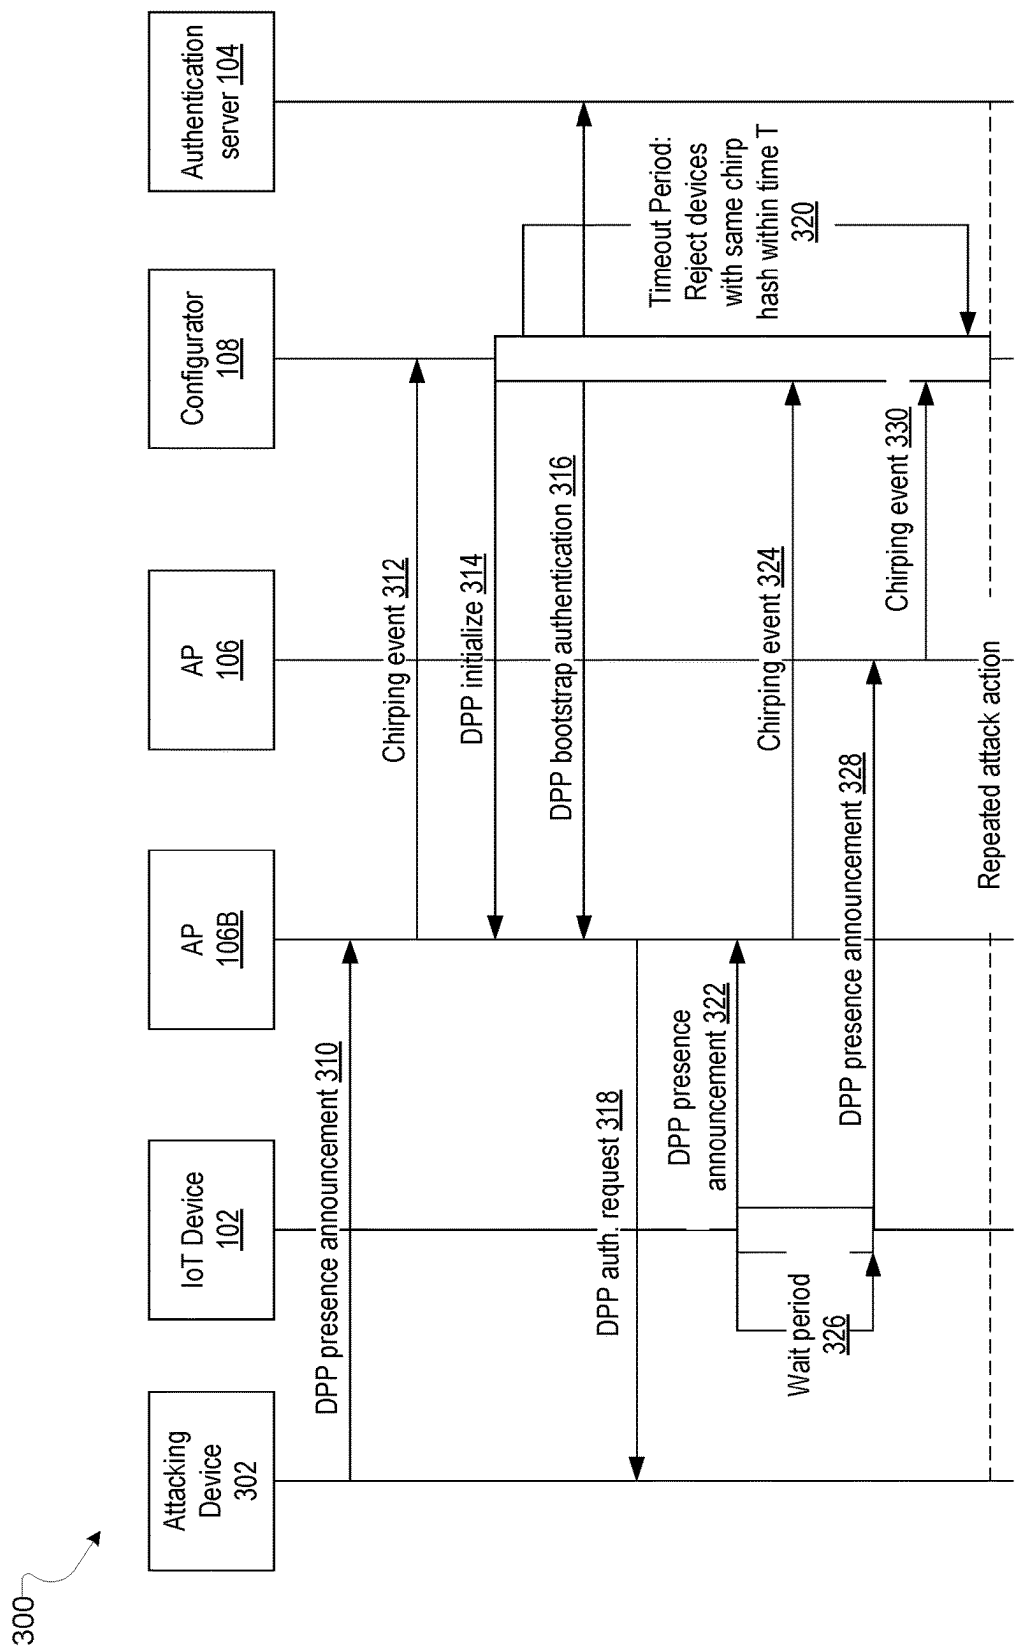 300
Attacking
Device
302
IoT Device
102
AP
106B
AP
106
Configurator
108
Authentication
server 104
DPP presence announcement 310
Chirping event 312
DPP initialize 314
DPP bootstrap authentication 316
DPP auth. request 318
Timeout Period:
Reject devices
with same chirp
hash within time T
320
DPP presence
announcement 322
Chirping event 324
Wait period
326
DPP presence announcement 328
Chirping event 330
Repeated attack action